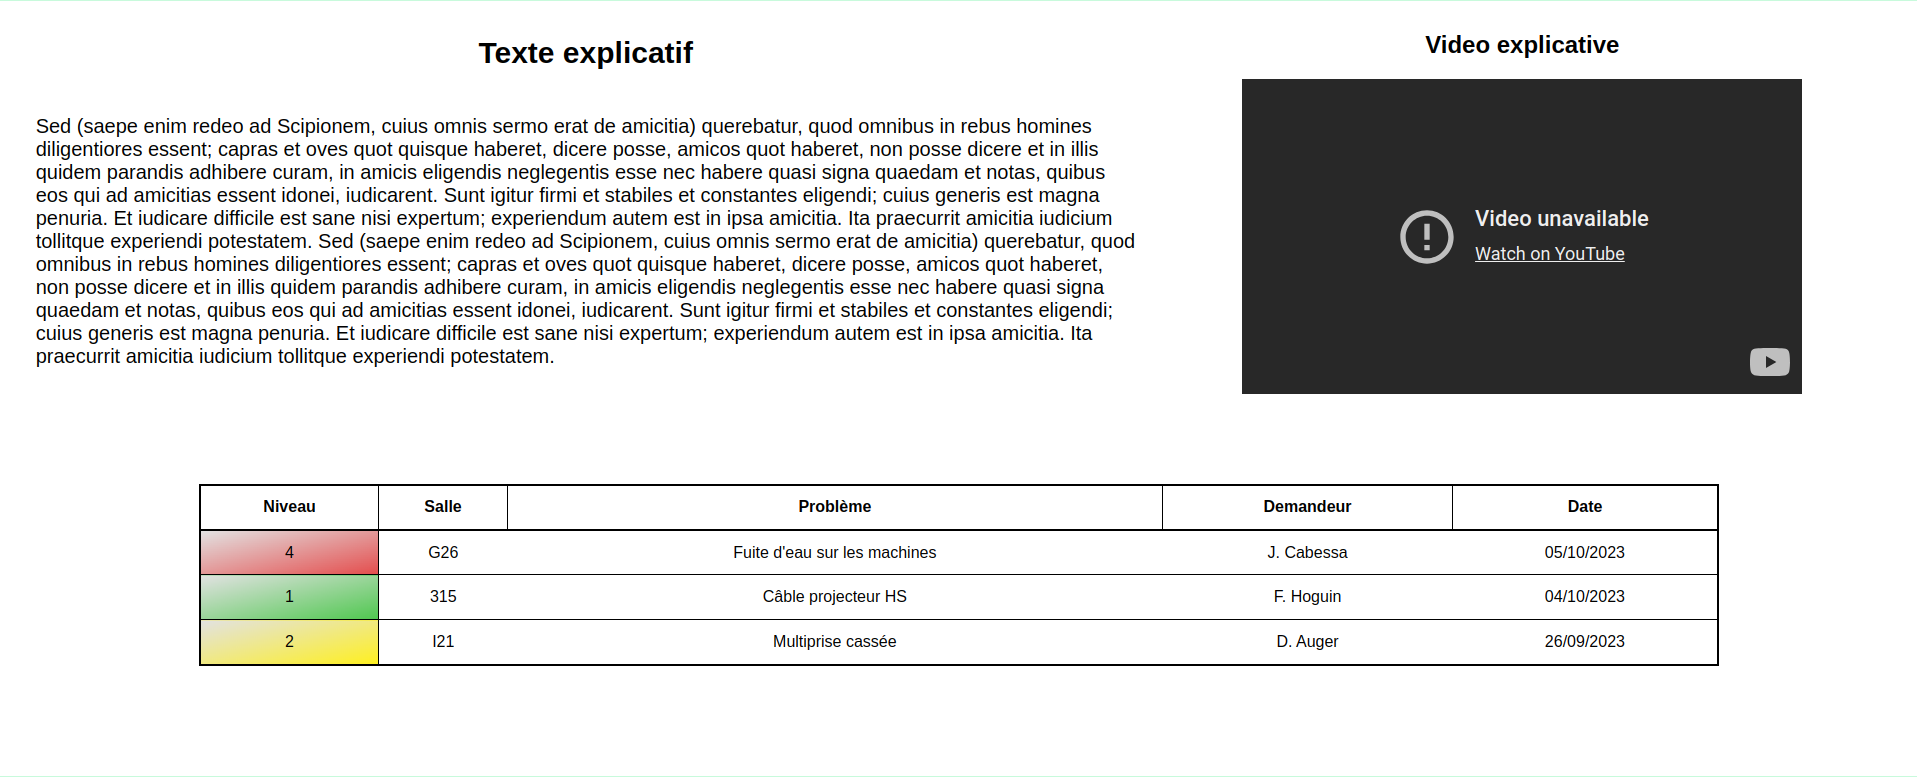 Texte explicatif
Sed (saepe enim redeo ad Scipionem, cuius omnis sermo erat de amicitia) querebatur, quod omnibus in rebus homines
diligentiores essent; capras et oves quot quisque haberet, dicere posse, amicos quot haberet, non posse dicere et in illis
quidem parandis adhibere curam, in amicis eligendis neglegentis esse nec habere quasi signa quaedam et notas, quibus
eos qui ad amicitias essent idonei, iudicarent. Sunt igitur firmi et stabiles et constantes eligendi; cuius generis est magna
penuria. Et iudicare difficile est sane nisi expertum; experiendum autem est in ipsa amicitia. Ita praecurrit amicitia iudicium
tollitque experiendi potestatem. Sed (saepe enim redeo ad Scipionem, cuius omnis sermo erat de amicitia) querebatur, quod
omnibus in rebus homines diligentiores essent; capras et oves quot quisque haberet, dicere posse, amicos quot haberet,
non posse dicere et in illis quidem parandis adhibere curam, in amicis eligendis neglegentis esse nec habere quasi signa
quaedam et notas, quibus eos qui ad amicitias essent idonei, iudicarent. Sunt igitur firmi et stabiles et constantes eligendi;
cuius generis est magna penuria. Et iudicare difficile est sane nisi expertum; experiendum autem est in ipsa amicitia. Ita
praecurrit amicitia iudicium tollitque experiendi potestatem.
Video explicative
Video unavailable
Watch on YouTube
Niveau Salle Problème Demandeur Date
4 G26 Fuite d'eau sur les machines J. Cabessa 05/10/2023
1 315 Câble projecteur HS F. Hoguin 04/10/2023
2 I21 Multiprise cassée D. Auger 26/09/2023